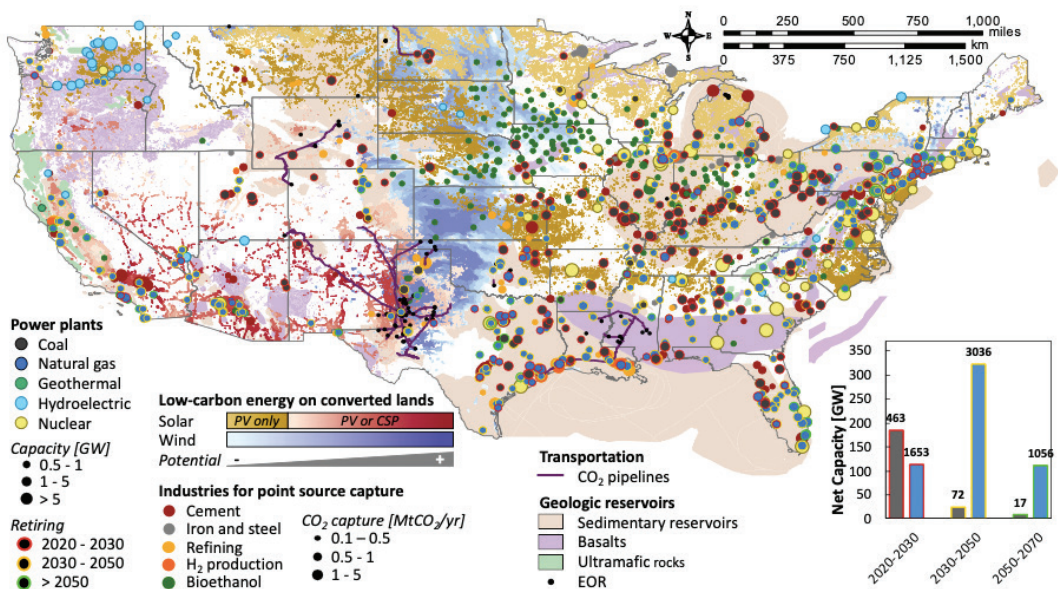 N
W E
S
0 250 500 750 1,000
miles
km
0 375 750 1,125 1,500
Power plants
Coal
Natural gas
Geothermal
Hydroelectric
Nuclear
Capacity [GW]
0.5 - 1
1 - 5
> 5
Retiring
2020 - 2030
2030 - 2050
> 2050
Low-carbon energy on converted lands
Solar PV only PV or CSP
Wind
Potential - +
Industries for point source capture
Cement
Iron and steel
Refining
H₂ production
Bioethanol
CO₂ capture [MtCO₂/yr]
0.1 – 0.5
0.5 - 1
1 - 5
Transportation
CO₂ pipelines
Geologic reservoirs
Sedimentary reservoirs
Basalts
Ultramafic rocks
EOR
Net Capacity [GW]
350
300
250
200
150
100
50
0
463
1653
72
3036
17
1056
2020-2030
2030-2050
2050-2070